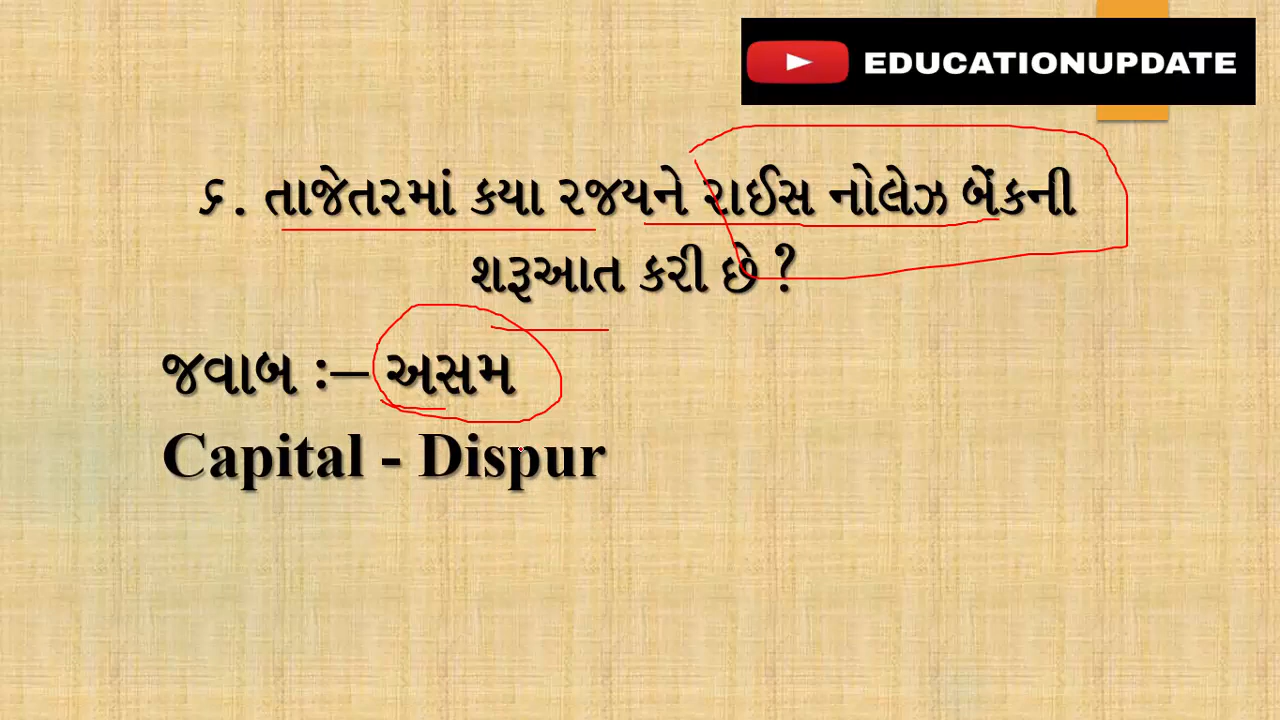 EDUCATIONUPDATE
૬. તાજેતરમાં કયા રજયને રાઈસ નોલેઝ બેંકની
શરૂઆત કરી છે ?
જવાબ :– અસમ
Capital - Dispur